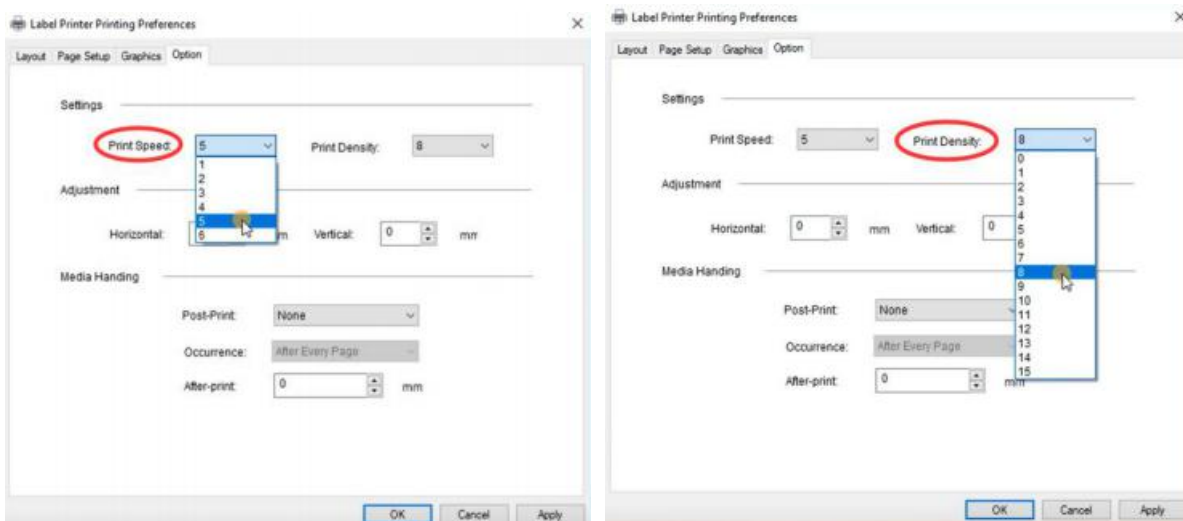 Label Printer Printing Preferences
Layout Page Setup Graphics Option
Settings
Print Speed: 5 Print Density: 8
1
2
3
4
5
6
Adjustment
Horizontal: m Vertical: 0 mm
Media Handing
Post-Print: None
Occurrence: After Every Page
After-print: 0 mm
OK Cancel Apply
Label Printer Printing Preferences
Layout Page Setup Graphics Option
Settings
Print Speed: 5 Print Density: 8
0
1
2
3
4
5
6
7
8
9
10
11
12
13
14
15
Adjustment
Horizontal: 0 mm Vertical: 0
Media Handing
Post-Print: None
Occurrence: After Every Page
After-print: 0 mm
OK Cancel Apply